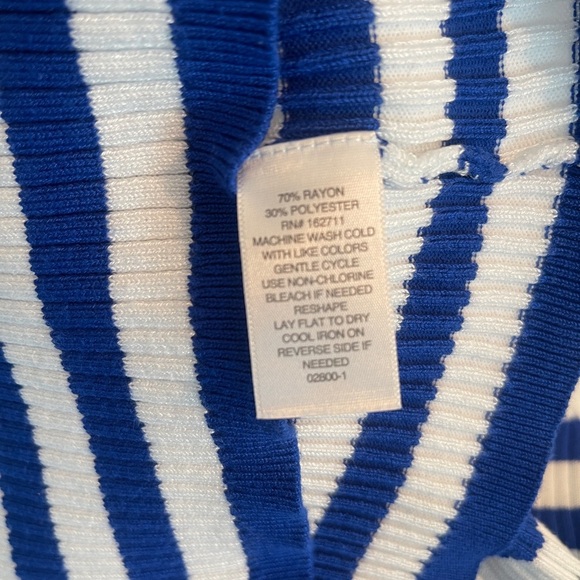 70% RAYON
30% POLYESTER
RN# 162711
MACHINE WASH COLD
WITH LIKE COLORS
GENTLE CYCLE
USE NON-CHLORINE
BLEACH IF NEEDED
RESHAPE
LAY FLAT TO DRY
COOL IRON ON
REVERSE SIDE IF
NEEDED
02600-1